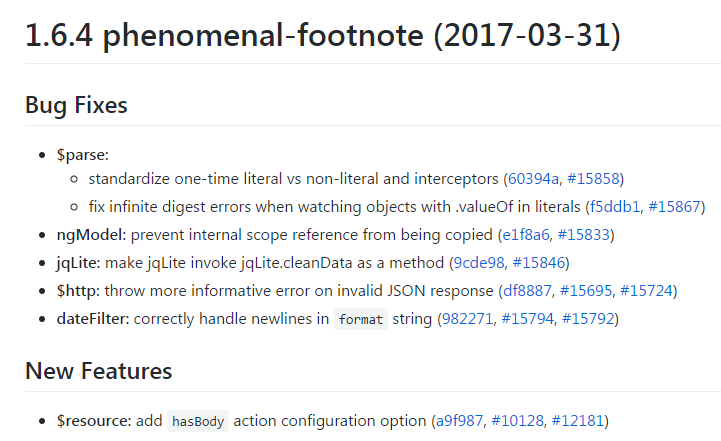 1.6.4 phenomenal-footnote (2017-03-31)
Bug Fixes
$parse:
standardize one-time literal vs non-literal and interceptors (60394a, #15858)
fix infinite digest errors when watching objects with .valueOf in literals (f5ddb1, #15867)
ngModel: prevent internal scope reference from being copied (e1f8a6, #15833)
jqLite: make jqLite invoke jqLite.cleanData as a method (9cde98, #15846)
$http: throw more informative error on invalid JSON response (df8887, #15695, #15724)
dateFilter: correctly handle newlines in format string (982271, #15794, #15792)
New Features
$resource: add hasBody action configuration option (a9f987, #10128, #12181)